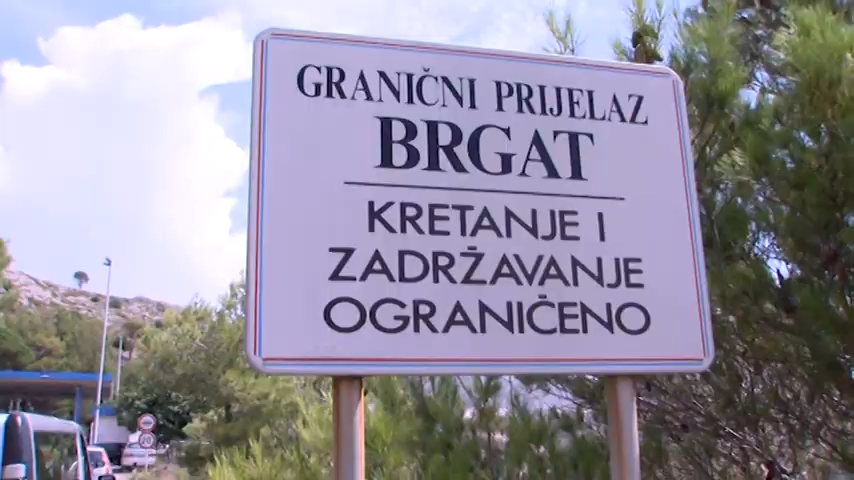 GRANIČNI PRIJELAZ
BRGAT
KRETANJE I
ZADRŽAVANJE
OGRANIČENO